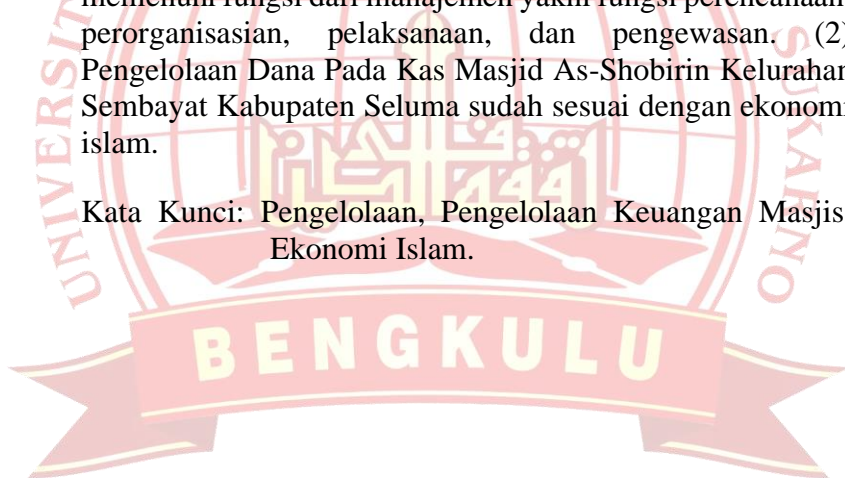 memenuhi fungsi dari manajemen yakni fungsi perencanaan
perorganisasian, pelaksanaan, dan pengewasan. (2)
Pengelolaan Dana Pada Kas Masjid As-Shobirin Kelurahan
Sembayat Kabupaten Seluma sudah sesuai dengan ekonomi
islam.
Kata Kunci: Pengelolaan, Pengelolaan Keuangan Masjis
Ekonomi Islam.
SUKARNO
BENGKULU